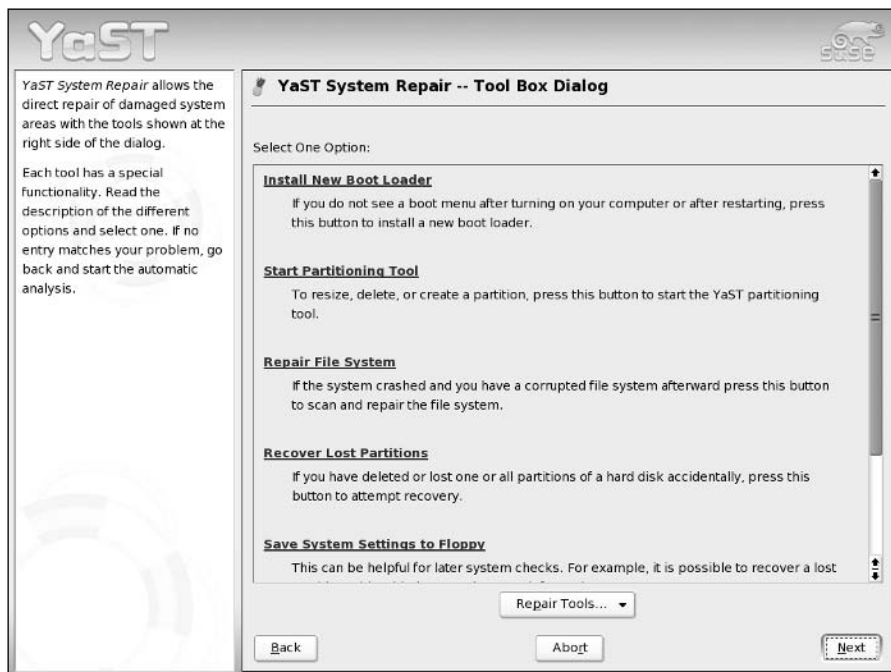 YaST
SUSE
YaST System Repair allows the
direct repair of damaged system
areas with the tools shown at the
right side of the dialog.
Each tool has a special
functionality. Read the
description of the different
options and select one. If no
entry matches your problem, go
back and start the automatic
analysis.
YaST System Repair -- Tool Box Dialog
Select One Option:
Install New Boot Loader
If you do not see a boot menu after turning on your computer or after restarting, press
this button to install a new boot loader.
Start Partitioning Tool
To resize, delete, or create a partition, press this button to start the YaST partitioning
tool.
Repair File System
If the system crashed and you have a corrupted file system afterward press this button
to scan and repair the file system.
Recover Lost Partitions
If you have deleted or lost one or all partitions of a hard disk accidentally, press this
button to attempt recovery.
Save System Settings to Floppy
This can be helpful for later system checks. For example, it is possible to recover a lost
Repair Tools...
Back
Abort
Next